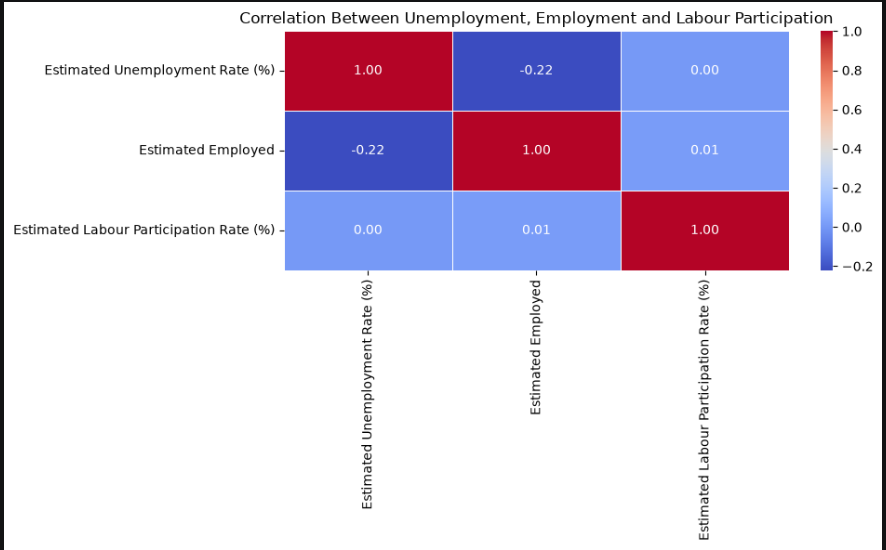 Correlation Between Unemployment, Employment and Labour Participation
Estimated Unemployment Rate (%)
1.00
-0.22
0.00
Estimated Employed
-0.22
1.00
0.01
Estimated Labour Participation Rate (%)
0.00
0.01
1.00
Estimated Unemployment Rate (%)
Estimated Employed
Estimated Labour Participation Rate (%)
1.0
0.8
0.6
0.4
0.2
0.0
−0.2